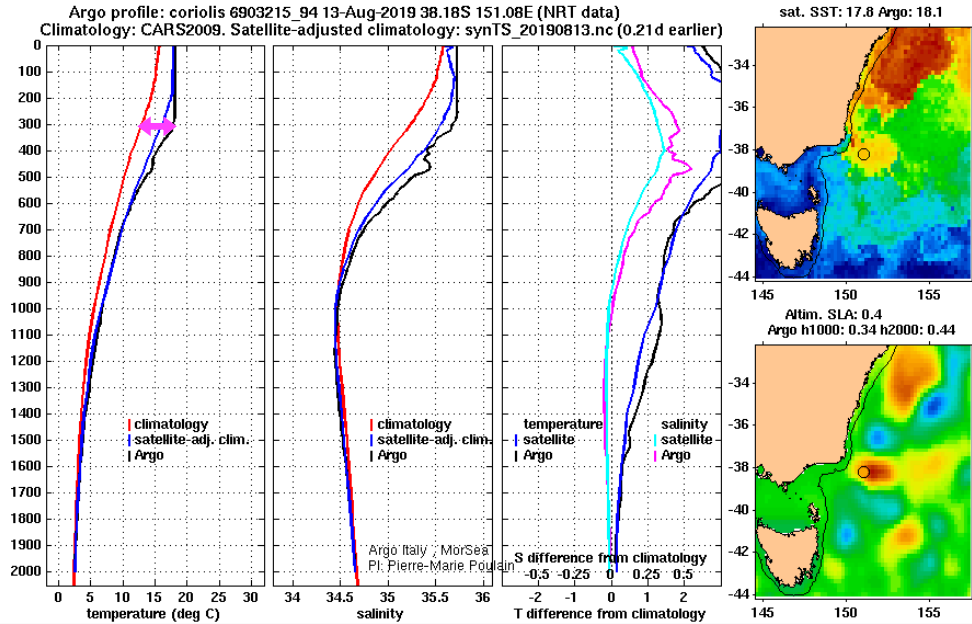 Argo profile: coriolis 6903215_94 13-Aug-2019 38.18S 151.08E (NRT data)
Climatology: CARS2009. Satellite-adjusted climatology: synTS_20190813.nc (0.21d earlier)
0
100
200
300
400
500
600
700
800
900
1000
1100
1200
1300
1400
1500
1600
1700
1800
1900
2000
climatology
satellite-adj. clim.
Argo
0 5 10 15 20 25 30
temperature (deg C)
climatology
satellite-adj. clim.
Argo
Argo Italy , MorSea
PI: Pierre-Marie Poulain
34 34.5 35 35.5 36
salinity
temperature salinity
satellite satellite
Argo Argo
S difference from climatology
-0.5 -0.25 0 0.25 0.5
-2 -1 0 1 2
T difference from climatology
sat. SST: 17.8 Argo: 18.1
-34
-36
-38
-40
-42
-44
145 150 155
Altim. SLA: 0.4
Argo h1000: 0.34 h2000: 0.44
-34
-36
-38
-40
-42
-44
145 150 155